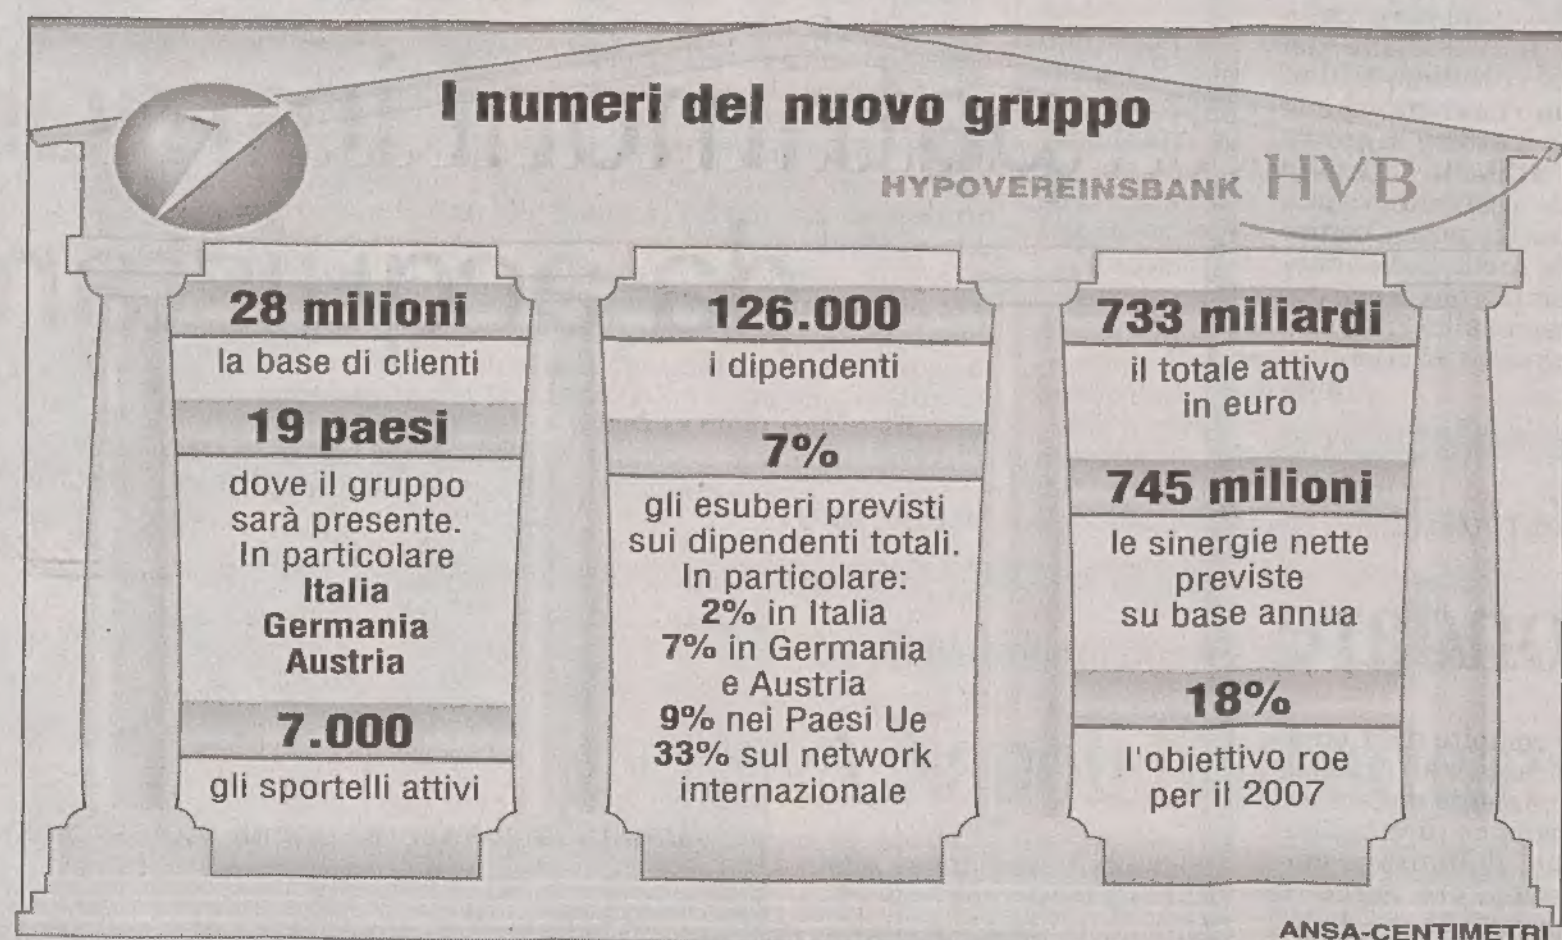 I numeri del nuovo gruppo
HYPOVEREINSBANK HVB
28 milioni
la base di clienti
19 paesi
dove il gruppo
sarà presente.
In particolare
Italia
Germania
Austria
7.000
gli sportelli attivi
126.000
i dipendenti
7%
gli esuberi previsti
sui dipendenti totali.
In particolare:
2% in Italia
7% in Germania
e Austria
9% nei Paesi Ue
33% sul network
internazionale
733 miliardi
il totale attivo
in euro
745 milioni
le sinergie nette
previste
su base annua
18%
l'obiettivo roe
per il 2007
ANSA-CENTIMETRI